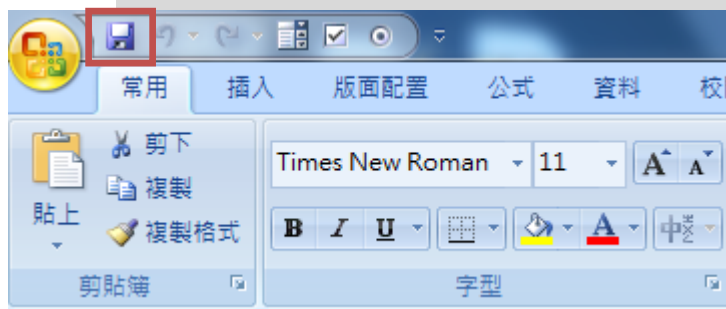 常用 插入 版面配置 公式 資料 校
剪下
Times New Roman 11 A A
複製
貼上
複製格式
B I U A 中
剪貼簿 字型